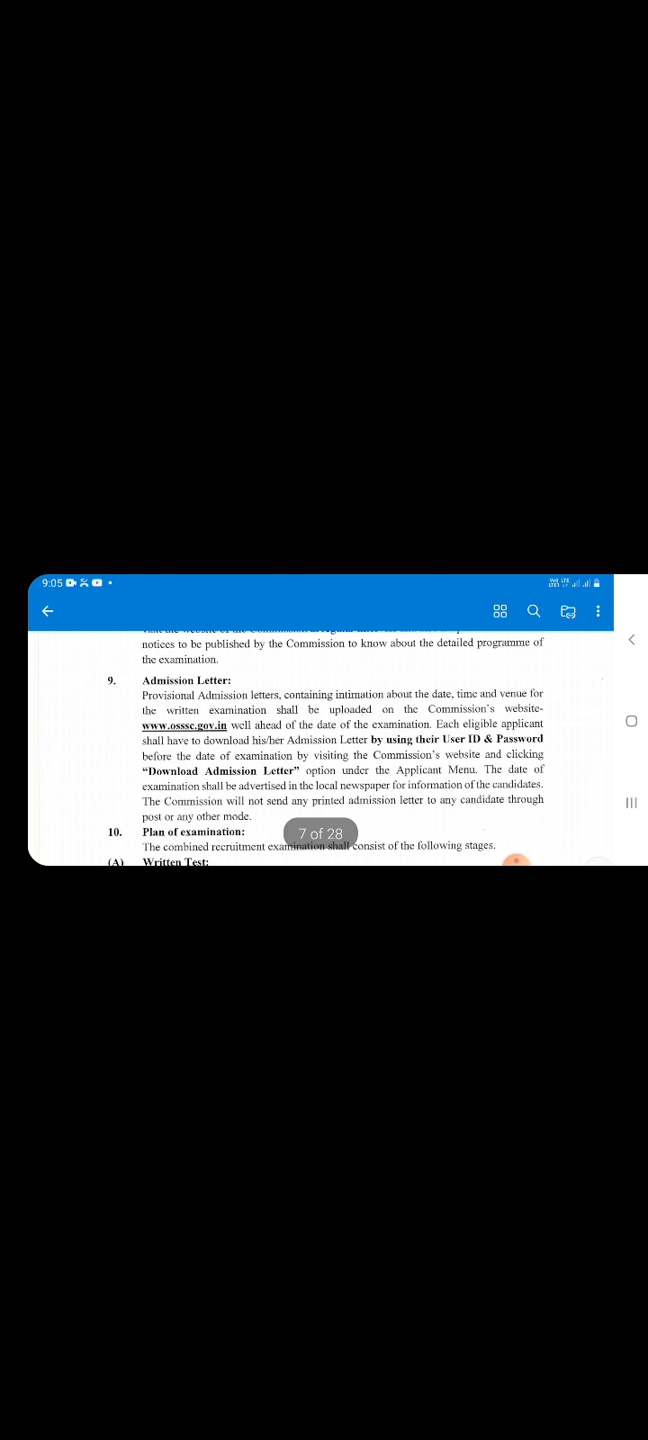 9:05
notices to be published by the Commission to know about the detailed programme of
the examination.
9. Admission Letter:
Provisional Admission letters, containing intimation about the date, time and venue for
the written examination shall be uploaded on the Commission's website-
www.osssc.gov.in well ahead of the date of the examination. Each eligible applicant
shall have to download his/her Admission Letter by using their User ID & Password
before the date of examination by visiting the Commission's website and clicking
“Download Admission Letter” option under the Applicant Menu. The date of
examination shall be advertised in the local newspaper for information of the candidates.
The Commission will not send any printed admission letter to any candidate through
post or any other mode.
10. Plan of examination:
7 of 28
The combined recruitment examination shall consist of the following stages.
(A) Written Test: